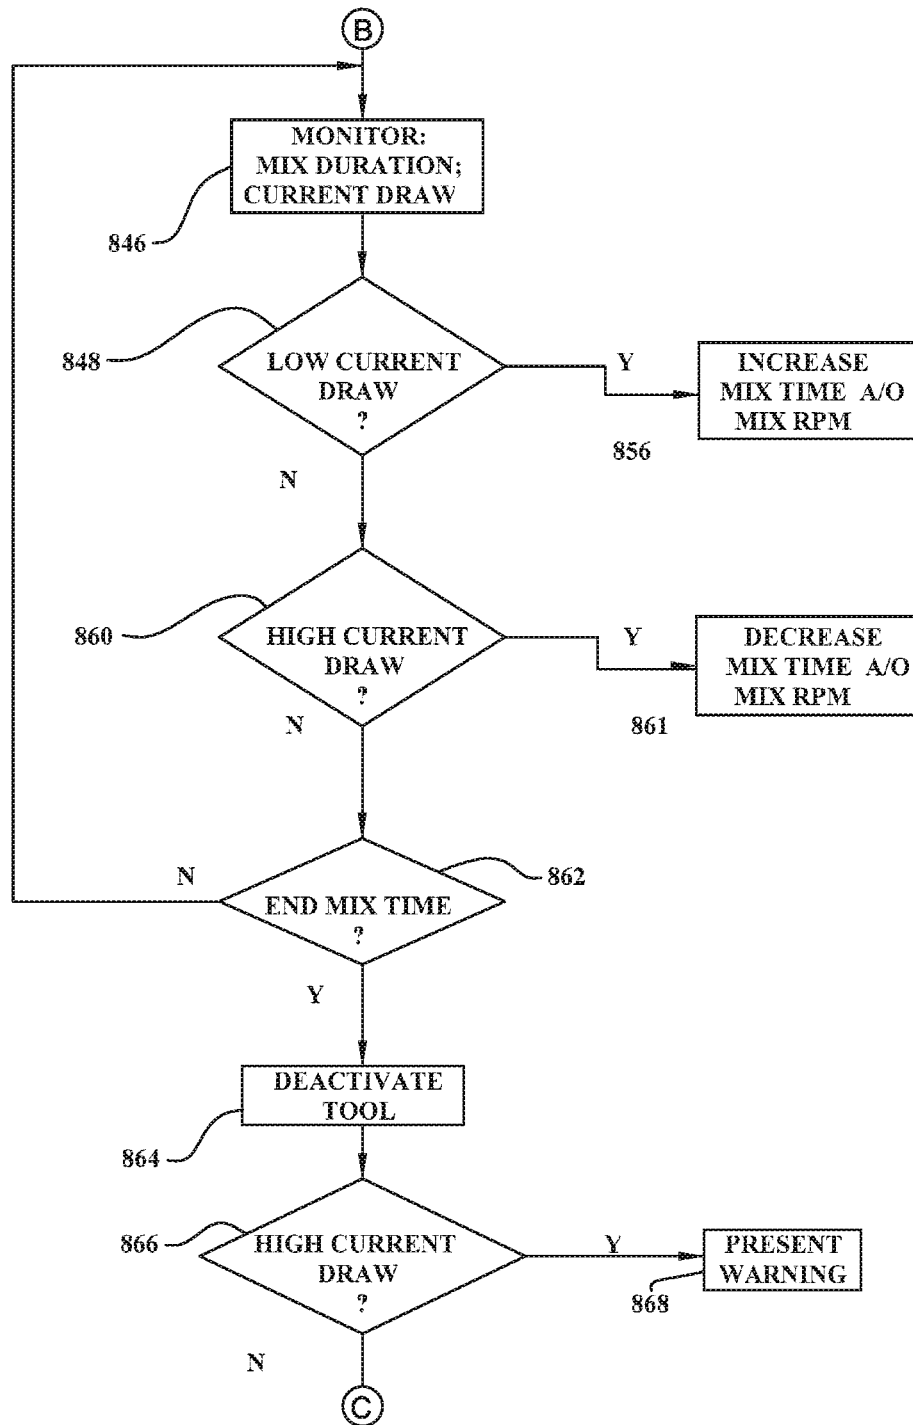 B
MONITOR:
MIX DURATION;
CURRENT DRAW
846
848
LOW CURRENT
DRAW
?
Y
INCREASE
MIX TIME A/O
MIX RPM
856
N
860
HIGH CURRENT
DRAW
?
Y
DECREASE
MIX TIME A/O
MIX RPM
861
N
N
862
END MIX TIME
?
Y
DEACTIVATE
TOOL
864
866
HIGH CURRENT
DRAW
?
Y
PRESENT
WARNING
868
N
C